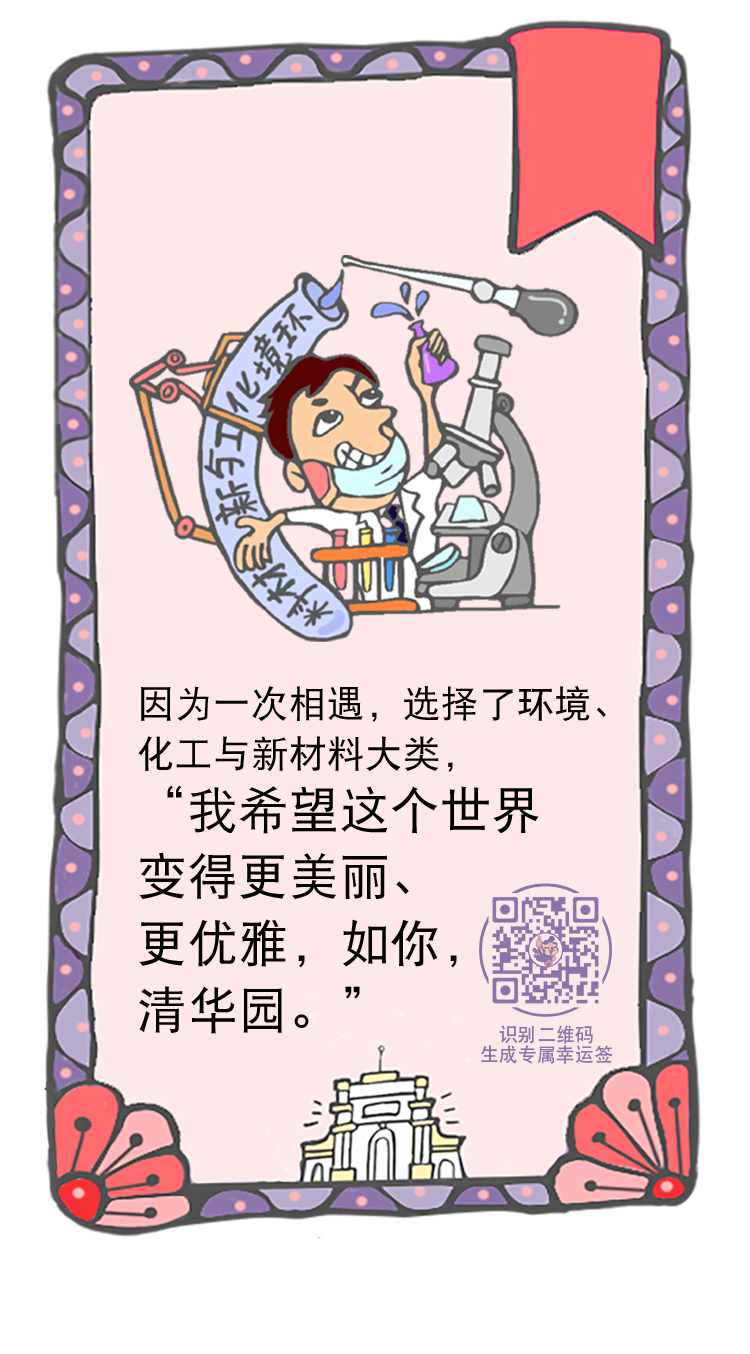 环境化工与新材料
因为一次相遇，选择了环境、
化工与新材料大类，
“我希望这个世界
变得更美丽、
更优雅，如你，
清华园。”
识别二维码
生成专属幸运签